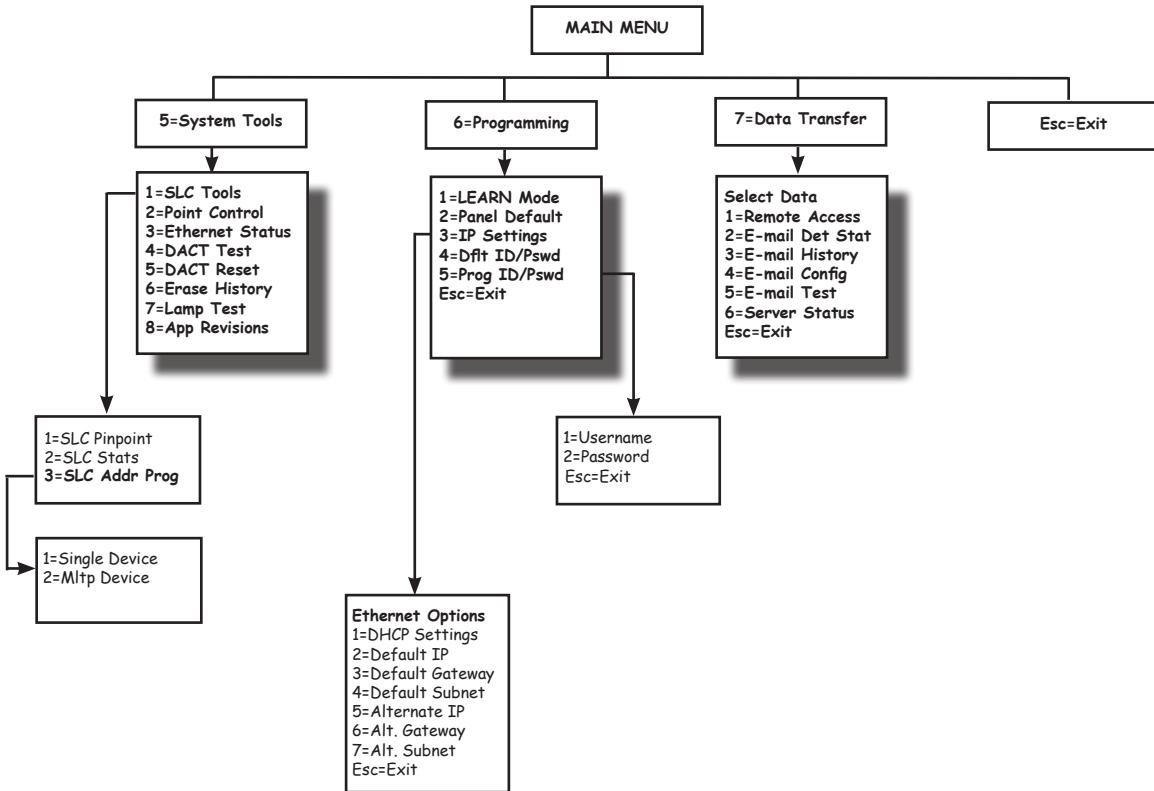 MAIN MENU
5=System Tools
6=Programming
7=Data Transfer
Esc=Exit
1=SLC Tools
2=Point Control
3=Ethernet Status
4=DACT Test
5=DACT Reset
6=Erase History
7=Lamp Test
8=App Revisions
1=LEARN Mode
2=Panel Default
3=IP Settings
4=Dflt ID/Pswd
5=Prog ID/Pswd
Esc=Exit
Select Data
1=Remote Access
2=E-mail Det Stat
3=E-mail History
4=E-mail Config
5=E-mail Test
6=Server Status
Esc=Exit
1=SLC Pinpoint
2=SLC Stats
3=SLC Addr Prog
1=Username
2=Password
Esc=Exit
1=Single Device
2=Mltp Device
Ethernet Options
1=DHCP Settings
2=Default IP
3=Default Gateway
4=Default Subnet
5=Alternate IP
6=Alt. Gateway
7=Alt. Subnet
Esc=Exit